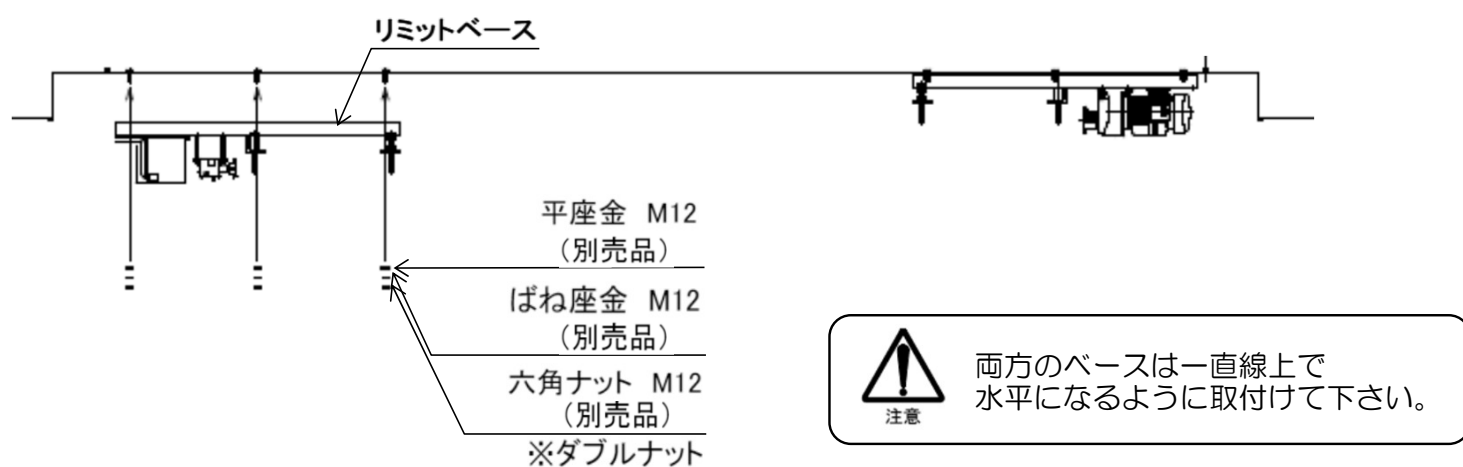 リミットベース
平座金 M12
（別売品）
ばね座金 M12
（別売品）
六角ナット M12
（別売品）
※ダブルナット
注意
両方のベースは一直線上で
水平になるように取付けて下さい。